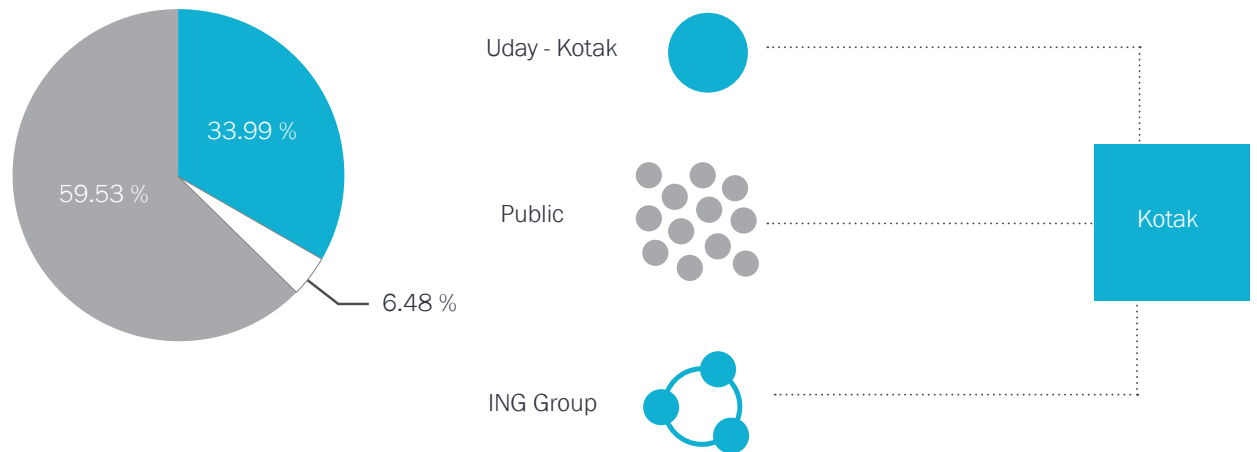 33.99 %
59.53 %
6.48 %
Uday - Kotak
Public
ING Group
Kotak